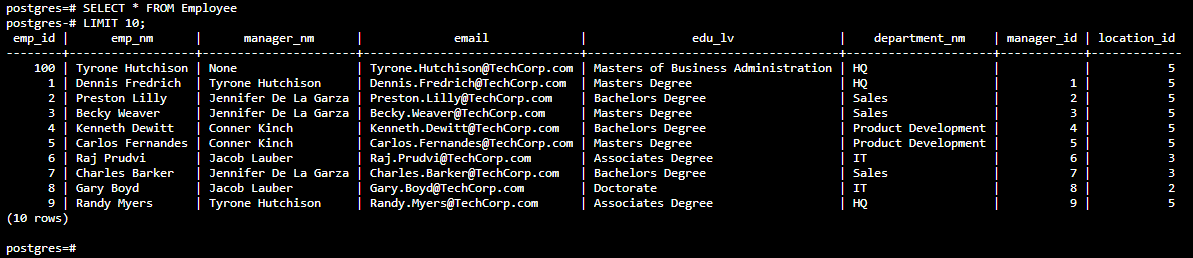 postgres=# SELECT * FROM Employee
postgres-# LIMIT 10;
 emp_id |      emp_nm      |     manager_nm      |            email            |              edu_lv               |    department_nm    | manager_id | location_id
--------+------------------+---------------------+-----------------------------+-----------------------------------+---------------------+------------+-------------
    100 | Tyrone Hutchison | None                | Tyrone.Hutchison@TechCorp.com | Masters of Business Administration | HQ                  |            |           5
      1 | Dennis Fredrich  | Tyrone Hutchison    | Dennis.Fredrich@TechCorp.com | Masters Degree                    | HQ                  |          1 |           5
      2 | Preston Lilly    | Jennifer De La Garza | Preston.Lilly@TechCorp.com  | Bachelors Degree                  | Sales               |          2 |           5
      3 | Becky Weaver     | Jennifer De La Garza | Becky.Weaver@TechCorp.com   | Masters Degree                    | Sales               |          3 |           5
      4 | Kenneth Dewitt   | Conner Kinch        | Kenneth.Dewitt@TechCorp.com | Bachelors Degree                  | Product Development |          4 |           5
      5 | Carlos Fernandes | Conner Kinch        | Carlos.Fernandes@TechCorp.com | Masters Degree                    | Product Development |          5 |           5
      6 | Raj Prudvi       | Jacob Lauber        | Raj.Prudvi@TechCorp.com     | Associates Degree                 | IT                  |          6 |           3
      7 | Charles Barker   | Jennifer De La Garza | Charles.Barker@TechCorp.com | Bachelors Degree                  | Sales               |          7 |           3
      8 | Gary Boyd        | Jacob Lauber        | Gary.Boyd@TechCorp.com      | Doctorate                         | IT                  |          8 |           2
      9 | Randy Myers      | Tyrone Hutchison    | Randy.Myers@TechCorp.com    | Associates Degree                 | HQ                  |          9 |           5
(10 rows)
postgres=#